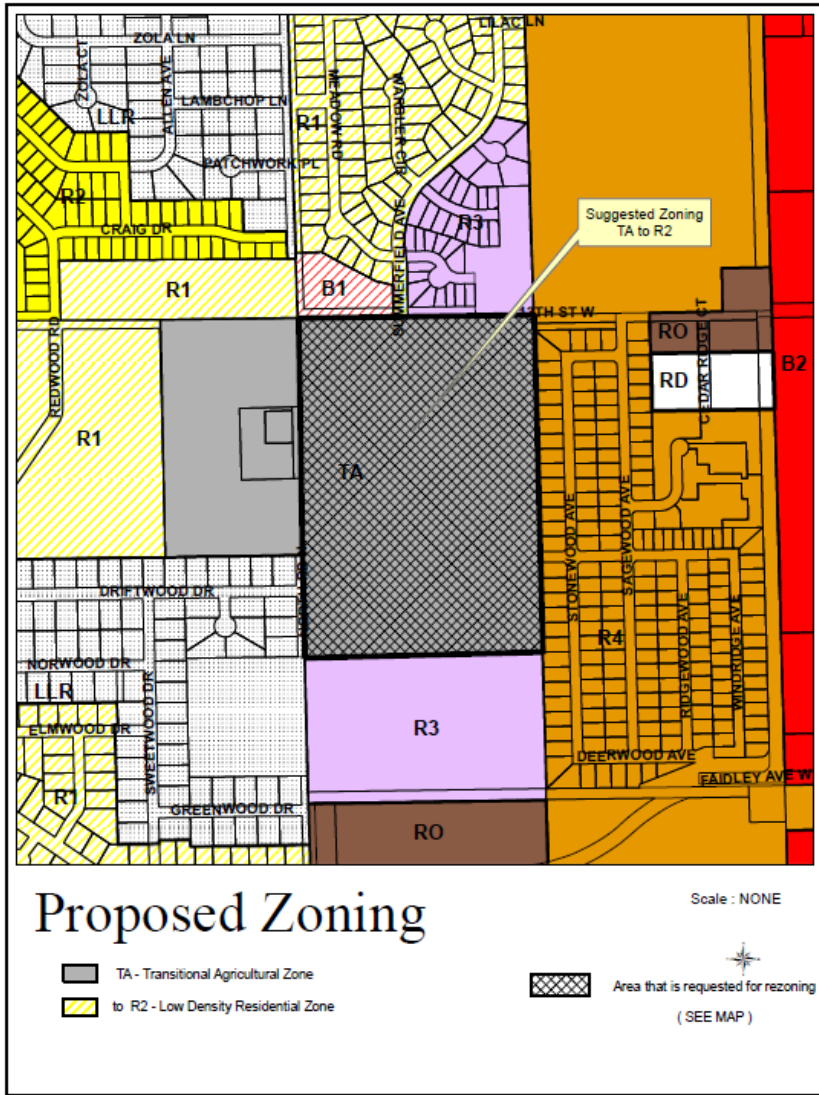 LILAC LN
ZOLA LN
ZOLA CT
ALLEN AVE
LAMBCHOP LN
LLR
MEADOW RD
WARBLER CIR
R1
PATCHWORK PL
R2
R3
CRAIG DR
SUMMERFIELD AVE
Suggested Zoning
TA to R2
R1
B1
13TH ST W
REDWOOD RD
RO
CEDAR RIDGE CT
B2
RD
R1
TA
STONEWOOD AVE
SAGEWOOD AVE
DRIFTWOOD DR
R4
RIDGEWOOD AVE
WINDRIDGE AVE
NORWOOD DR
LLR
SWEETWOOD DR
ELMWOOD DR
R3
DEERWOOD AVE
FAIDLEY AVE W
R1
GREENWOOD DR
RO
Proposed Zoning
Scale : NONE
TA - Transitional Agricultural Zone
to R2 - Low Density Residential Zone
Area that is requested for rezoning
( SEE MAP )